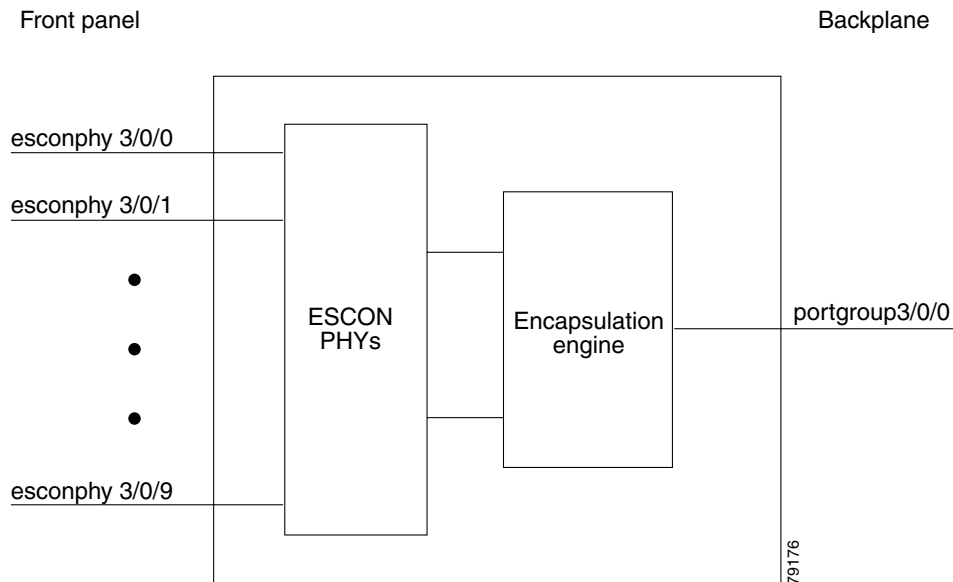 Front panel
Backplane
esconphy 3/0/0
esconphy 3/0/1
ESCON
PHYs
Encapsulation
engine
portgroup3/0/0
esconphy 3/0/9
79176